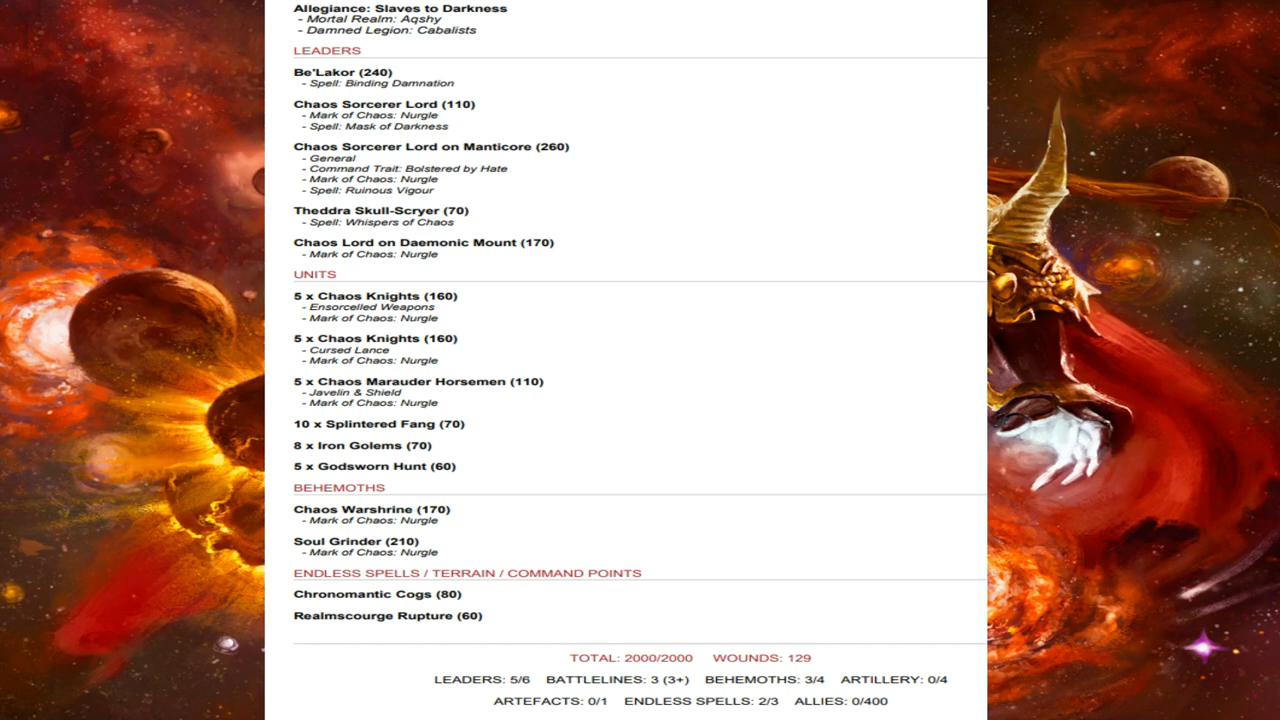 Allegiance: Slaves to Darkness
- Mortal Realm: Aqshy
- Damned Legion: Cabalists
LEADERS
Be'Lakor (240)
- Spell: Binding Damnation
Chaos Sorcerer Lord (110)
- Mark of Chaos: Nurgle
- Spell: Mask of Darkness
Chaos Sorcerer Lord on Manticore (260)
- General
- Command Trait: Bolstered by Hate
- Mark of Chaos: Nurgle
- Spell: Ruinous Vigour
Theddra Skull-Scryer (70)
- Spell: Whispers of Chaos
Chaos Lord on Daemonic Mount (170)
- Mark of Chaos: Nurgle
UNITS
5 x Chaos Knights (160)
- Ensorcelled Weapons
- Mark of Chaos: Nurgle
5 x Chaos Knights (160)
- Cursed Lance
- Mark of Chaos: Nurgle
5 x Chaos Marauder Horsemen (110)
- Javelin & Shield
- Mark of Chaos: Nurgle
10 x Splintered Fang (70)
8 x Iron Golems (70)
5 x Godsworn Hunt (60)
BEHEMOTHS
Chaos Warshrine (170)
- Mark of Chaos: Nurgle
Soul Grinder (210)
- Mark of Chaos: Nurgle
ENDLESS SPELLS / TERRAIN / COMMAND POINTS
Chronomantic Cogs (80)
Realmscourge Rupture (60)
TOTAL: 2000/2000 WOUNDS: 129
LEADERS: 5/6 BATTLELINES: 3 (3+) BEHEMOTHS: 3/4 ARTILLERY: 0/4
ARTEFACTS: 0/1 ENDLESS SPELLS: 2/3 ALLIES: 0/400